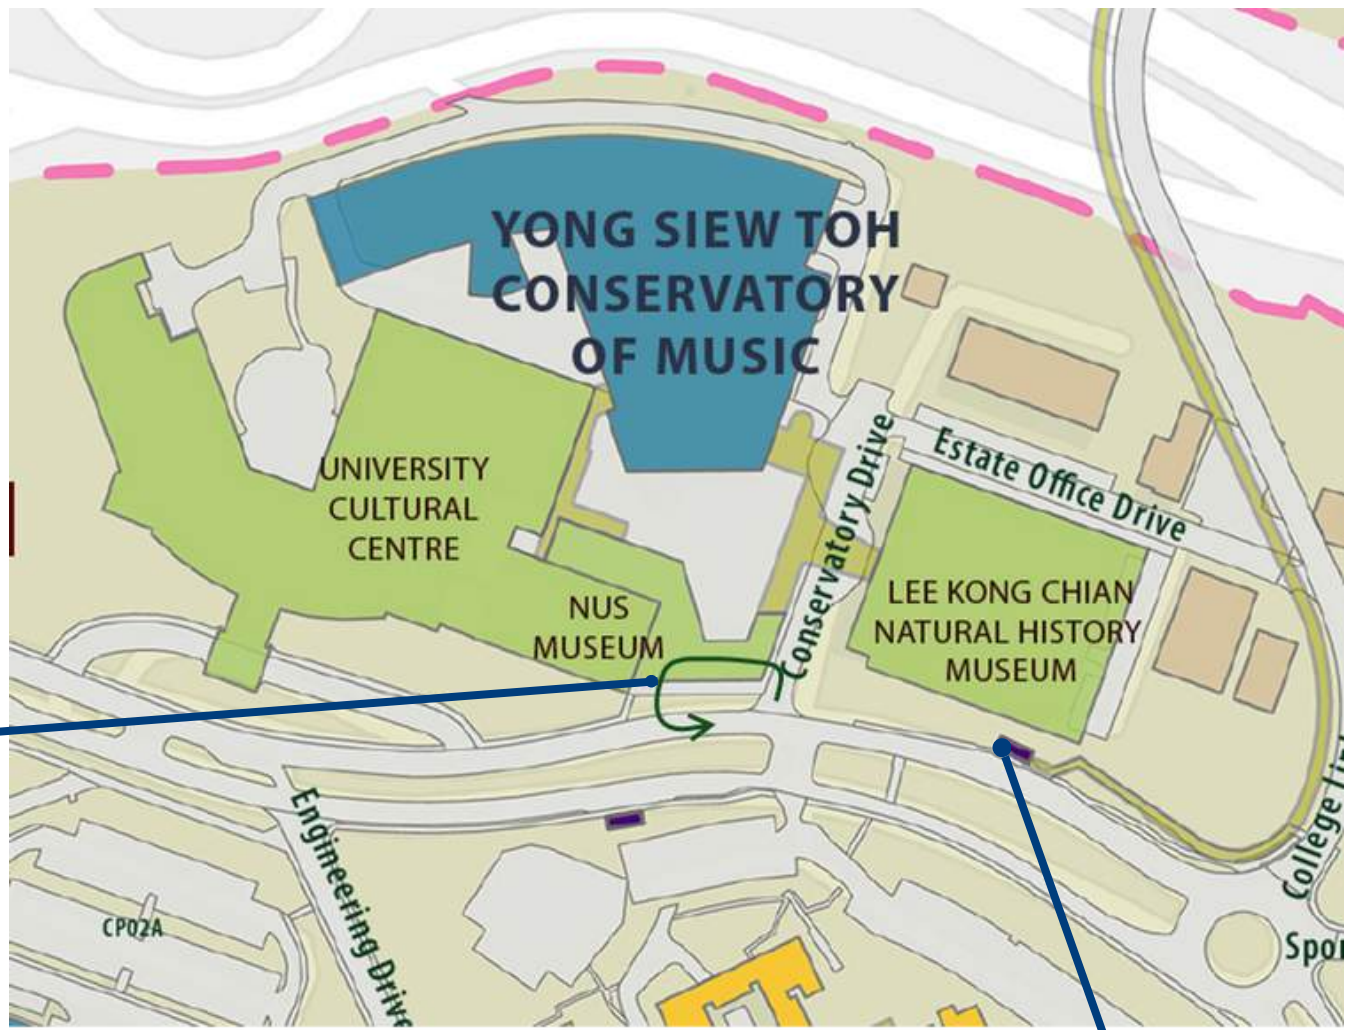 YONG SIEW TOH
CONSERVATORY
OF MUSIC
UNIVERSITY
CULTURAL
CENTRE
NUS
MUSEUM
Conservatory Drive
Estate Office Drive
LEE KONG CHIAN
NATURAL HISTORY
MUSEUM
Engineering Drive
CP02A
College